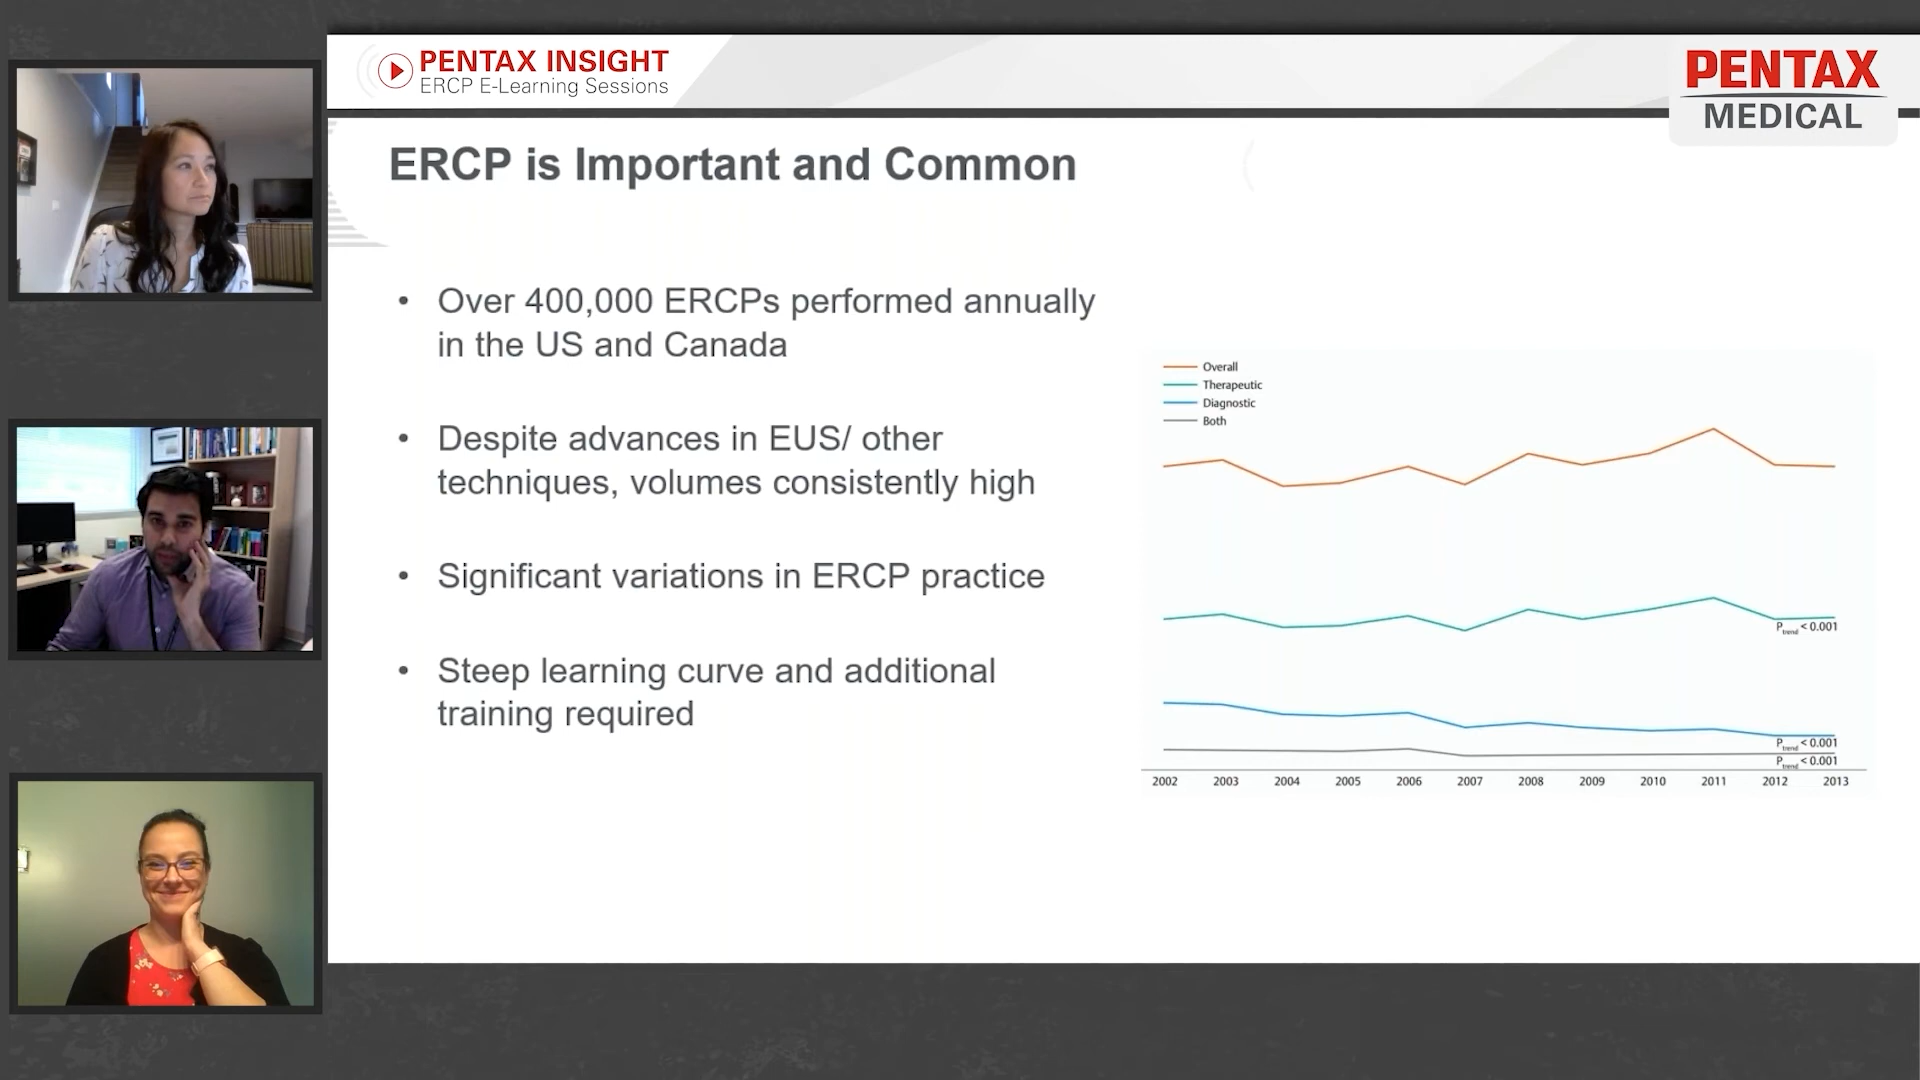 PENTAX INSIGHT
ERCP E-Learning Sessions
PENTAX
MEDICAL
ERCP is Important and Common
• Over 400,000 ERCPs performed annually
in the US and Canada
• Despite advances in EUS/ other
techniques, volumes consistently high
• Significant variations in ERCP practice
• Steep learning curve and additional
training required
Overall
Therapeutic
Diagnostic
Both
Ptrend < 0.001
Ptrend < 0.001
Ptrend < 0.001
2002 2003 2004 2005 2006 2007 2008 2009 2010 2011 2012 2013